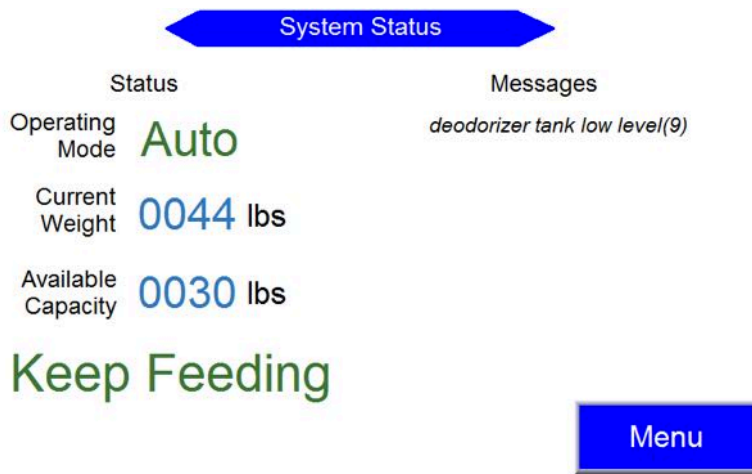 System Status
Status
Messages
Operating
Mode
Auto
deodorizer tank low level(9)
Current
Weight
0044 lbs
Available
Capacity
0030 lbs
Keep Feeding
Menu